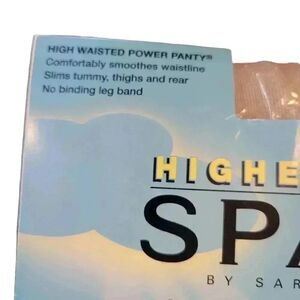 HIGH WAISTED POWER PANTY®
Comfortably smoothes waistline
Slims tummy, thighs and rear
No binding leg band
HIGHE
SPA
BY SAR